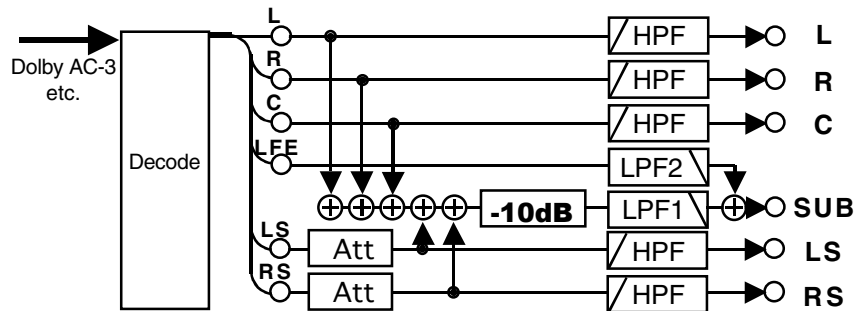 L
HPF
L
Dolby AC-3
etc.
R
HPF
R
C
HPF
C
Decode
LFE
LPF2
-10dB
LPF1
SUB
LS
Att
HPF
LS
RS
Att
HPF
RS